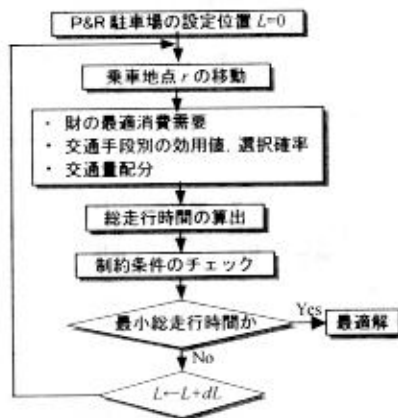 P&R 駐車場の設定位置 L=0
乗車地点 r の移動
・ 財の最適消費需要
・ 交通手段別の効用値，選択確率
・ 交通量配分
総走行時間の算出
制約条件のチェック
最小総走行時間か
Yes
最適解
No
L←L+dL